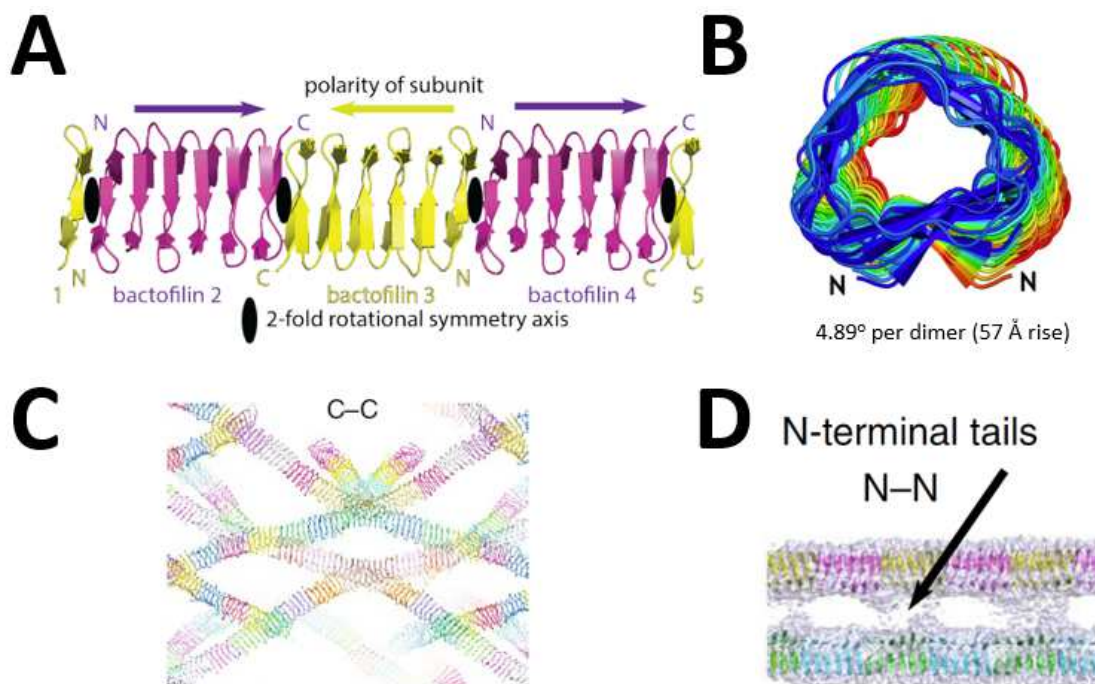 A
polarity of subunit
N C N C
C N C
1 bactofilin 2 bactofilin 3 bactofilin 4 5
2-fold rotational symmetry axis
B
N N
4.89° per dimer (57 Å rise)
C
C–C
D
N-terminal tails
N–N